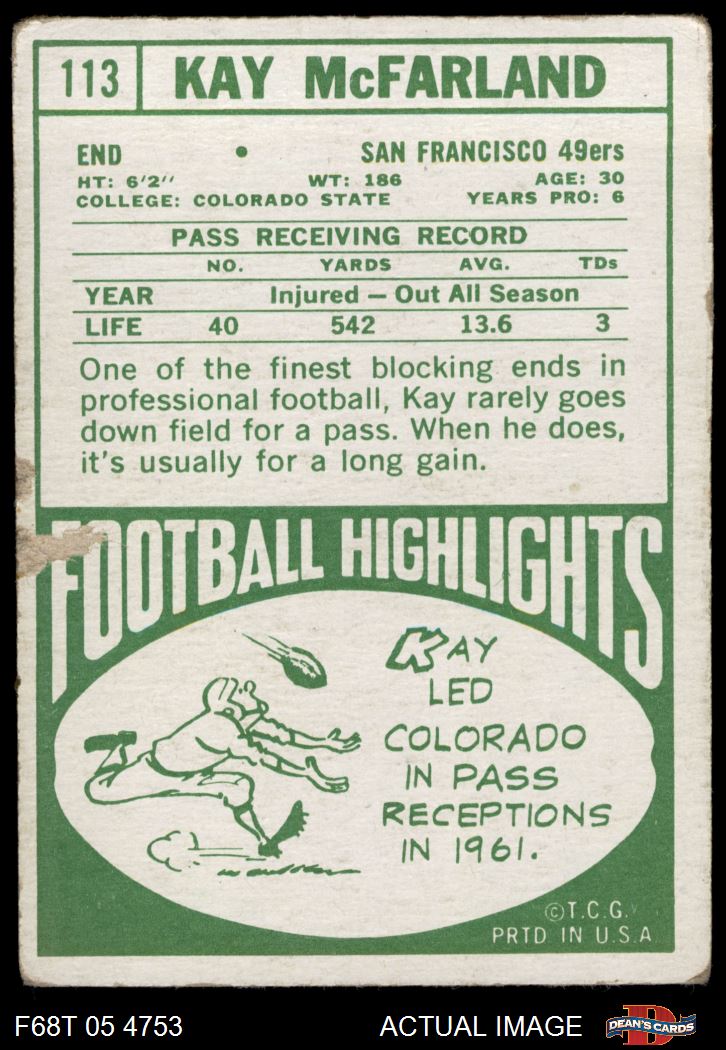 113 KAY McFARLAND
END • SAN FRANCISCO 49ers
HT: 6'2" WT: 186 AGE: 30
COLLEGE: COLORADO STATE YEARS PRO: 6
PASS RECEIVING RECORD
NO. YARDS AVG. TDs
YEAR Injured — Out All Season
LIFE 40 542 13.6 3
One of the finest blocking ends in
professional football, Kay rarely goes
down field for a pass. When he does,
it's usually for a long gain.
FOOTBALL HIGHLIGHTS
KAY
LED
COLORADO
IN PASS
RECEPTIONS
IN 1961.
©T.C.G.
PRTD IN U.S.A
F68T 05 4753 ACTUAL IMAGE DEAN'S CARDS